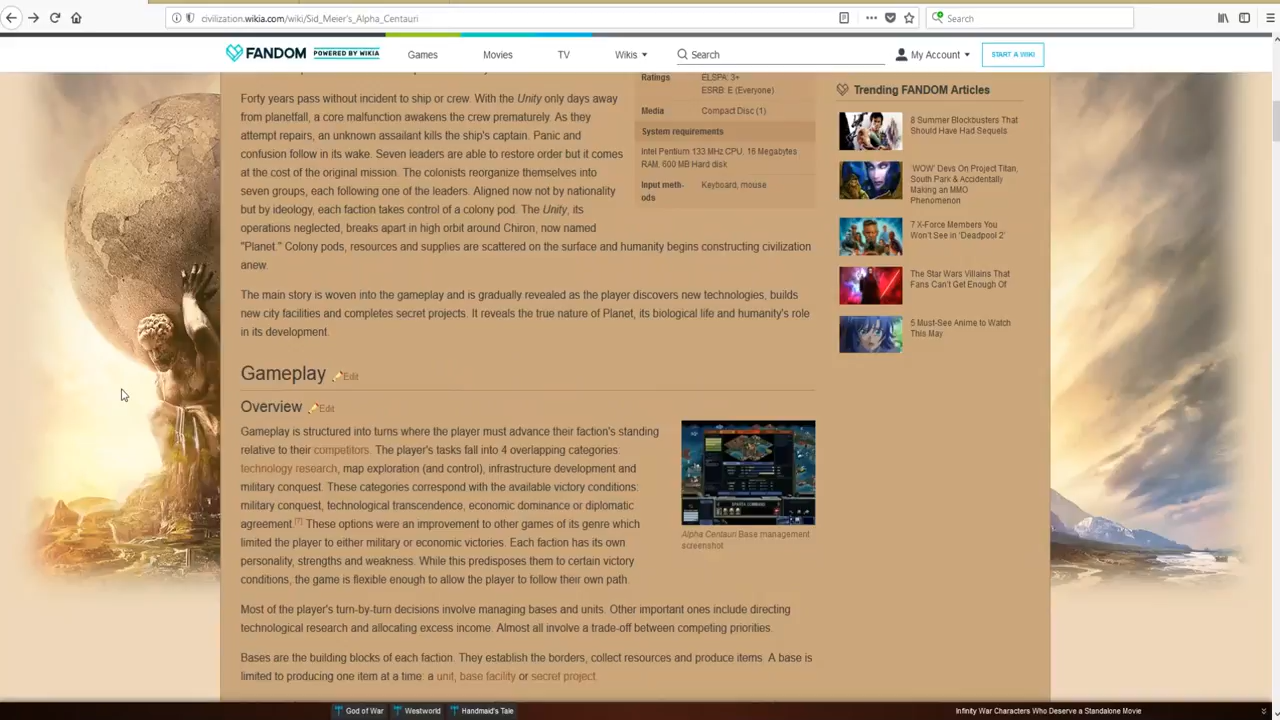 civilization.wikia.com/wiki/Sid_Meier's_Alpha_Centauri
Search
FANDOM POWERED BY WIKIA
Games
Movies
TV
Wikis
Search
My Account
START A WIKI
Ratings
ELSPA: 3+
ESRB: E (Everyone)
Media
Compact Disc (1)
System requirements
Intel Pentium 133 MHz CPU. 16 Megabytes
RAM, 600 MB Hard disk
Input meth-
ods
Keyboard, mouse
Forty years pass without incident to ship or crew. With the Unity only days away
from planetfall, a core malfunction awakens the crew prematurely. As they
attempt repairs, an unknown assailant kills the ship's captain. Panic and
confusion follow in its wake. Seven leaders are able to restore order but it comes
at the cost of the original mission. The colonists reorganize themselves into
seven groups, each following one of the leaders. Aligned now not by nationality
but by ideology, each faction takes control of a colony pod. The Unity, its
operations neglected, breaks apart in high orbit around Chiron, now named
"Planet." Colony pods, resources and supplies are scattered on the surface and humanity begins constructing civilization
anew.
The main story is woven into the gameplay and is gradually revealed as the player discovers new technologies, builds
new city facilities and completes secret projects. It reveals the true nature of Planet, its biological life and humanity's role
in its development.
Gameplay Edit
Overview Edit
Gameplay is structured into turns where the player must advance their faction's standing
relative to their competitors. The player's tasks fall into 4 overlapping categories:
technology research, map exploration (and control), infrastructure development and
military conquest. These categories correspond with the available victory conditions:
military conquest, technological transcendence, economic dominance or diplomatic
agreement.[7] These options were an improvement to other games of its genre which
limited the player to either military or economic victories. Each faction has its own
personality, strengths and weakness. While this predisposes them to certain victory
conditions, the game is flexible enough to allow the player to follow their own path.
Alpha Centauri Base management
screenshot
Most of the player's turn-by-turn decisions involve managing bases and units. Other important ones include directing
technological research and allocating excess income. Almost all involve a trade-off between competing priorities.
Bases are the building blocks of each faction. They establish the borders, collect resources and produce items. A base is
limited to producing one item at a time: a unit, base facility or secret project.
Trending FANDOM Articles
8 Summer Blockbusters That
Should Have Had Sequels
'WOW' Devs On Project Titan,
South Park & Accidentally
Making an MMO
Phenomenon
7 X-Force Members You
Won't See in 'Deadpool 2'
The Star Wars Villains That
Fans Can't Get Enough Of
5 Must-See Anime to Watch
This May
God of War
Westworld
Handmaid's Tale
Infinity War Characters Who Deserve a Standalone Movie